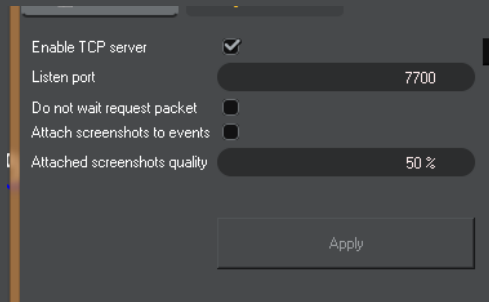 Enable TCP server
Listen port 7700
Do not wait request packet
Attach screenshots to events
Attached screenshots quality 50 %
Apply